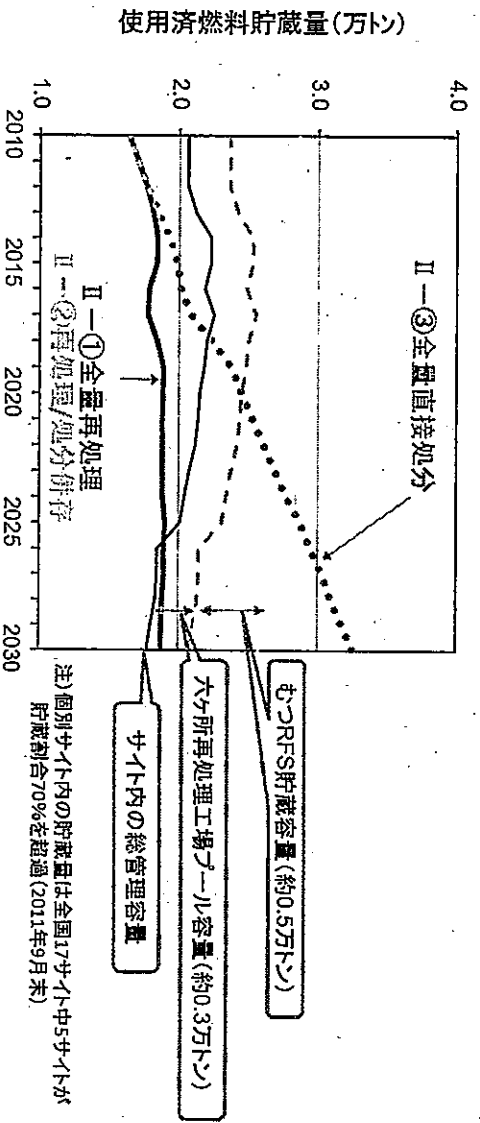 使用済燃料貯蔵量(万トン)
4.0
3.0
2.0
1.0
2010
2015
2020
2025
2030
Ⅱ－③全量直接処分
Ⅱ－①全量再処理
Ⅱ－②再処理/処分併存
むつRFS貯蔵容量(約0.5万トン)
六ヶ所再処理工場プール容量(約0.3万トン)
サイト内の総管理容量
注)個別サイト内の貯蔵量は全国17サイト中5サイトが
貯蔵割合70%を超過(2011年9月末)